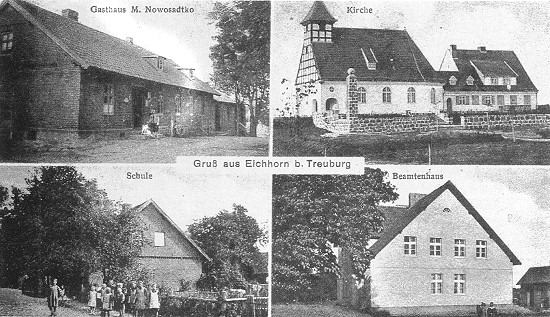 Gasthaus M. Nowosadtko
Kirche
Gruß aus Eichhorn b. Treuburg
Schule
Beamtenhaus